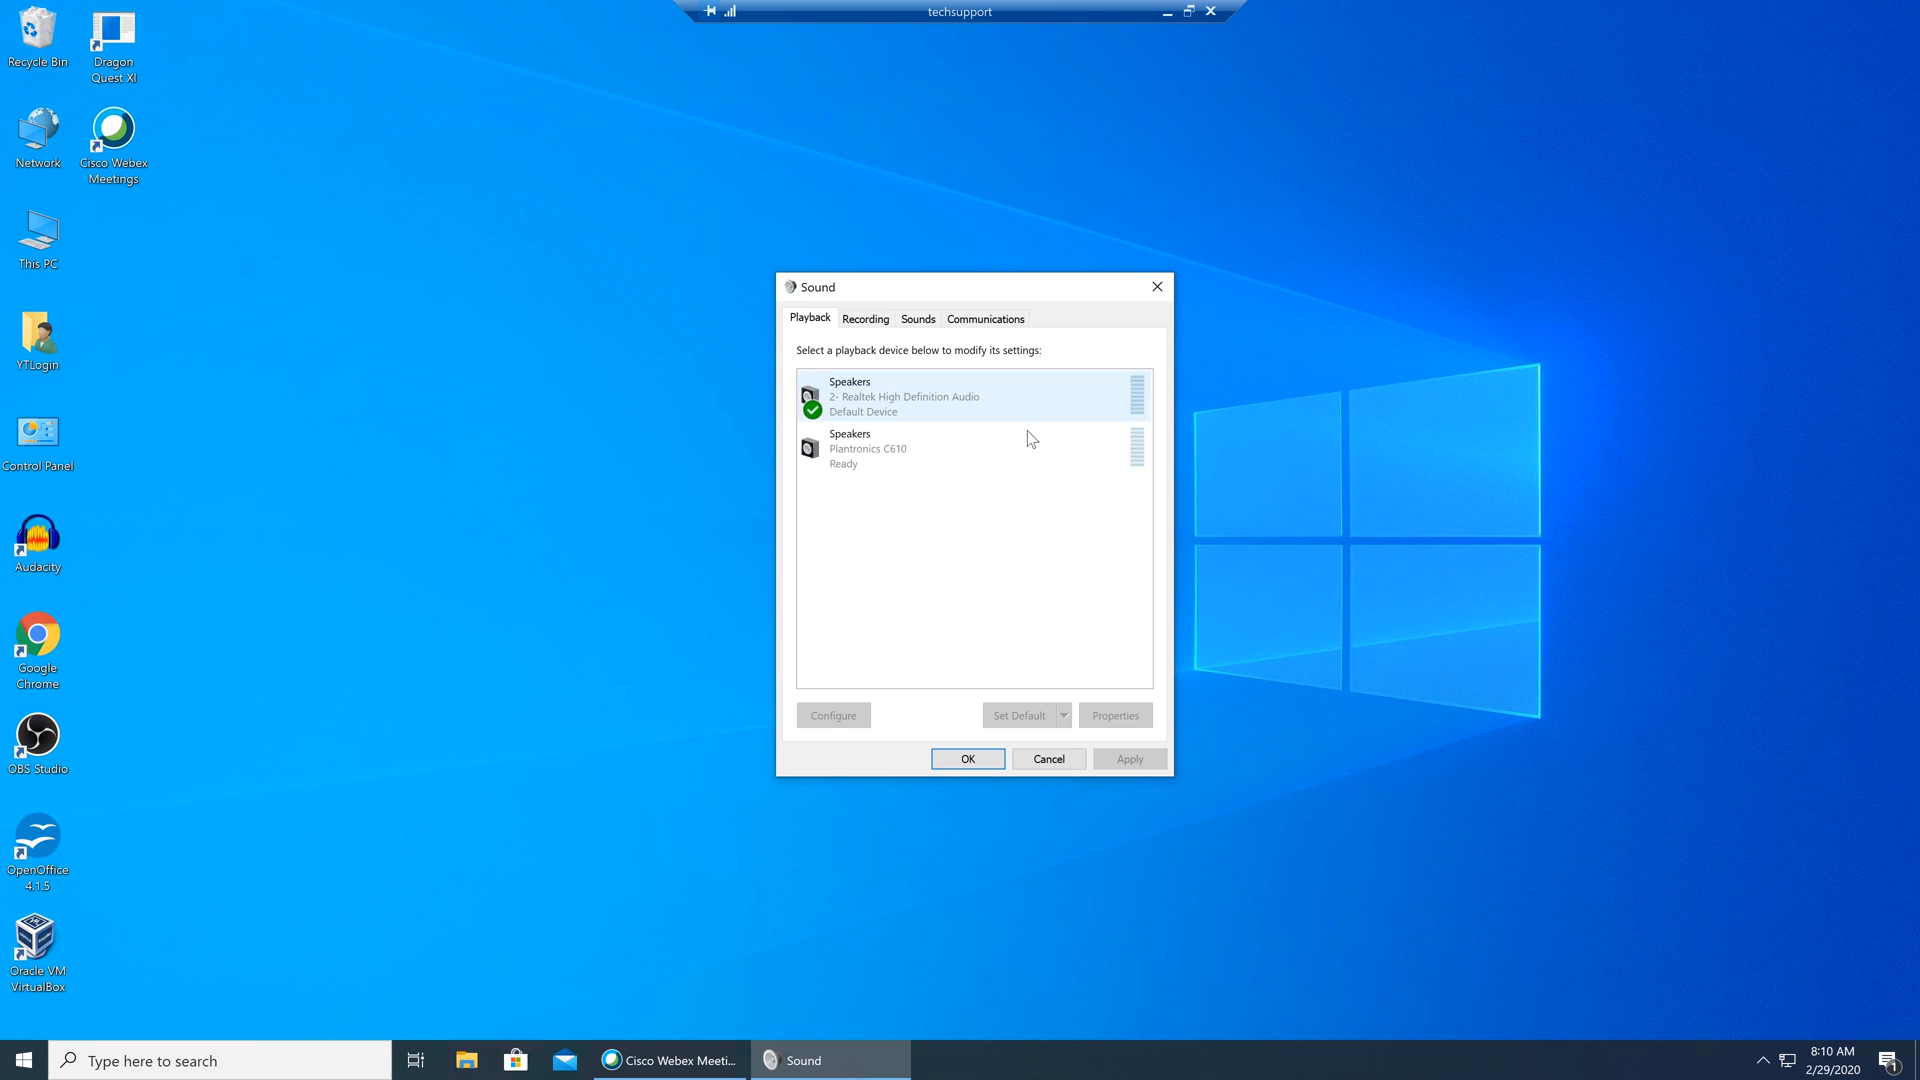 techsupport
Recycle Bin
Dragon
Quest XI
Network
Cisco Webex
Meetings
This PC
YTLogin
Control Panel
Audacity
Google
Chrome
OBS Studio
OpenOffice
4.1.5
Oracle VM
VirtualBox
Sound
Playback
Recording
Sounds
Communications
Select a playback device below to modify its settings:
Speakers
2- Realtek High Definition Audio
Default Device
Speakers
Plantronics C610
Ready
Configure
Set Default
Properties
OK
Cancel
Apply
Type here to search
Cisco Webex Meeti...
Sound
8:10 AM
2/29/2020
1